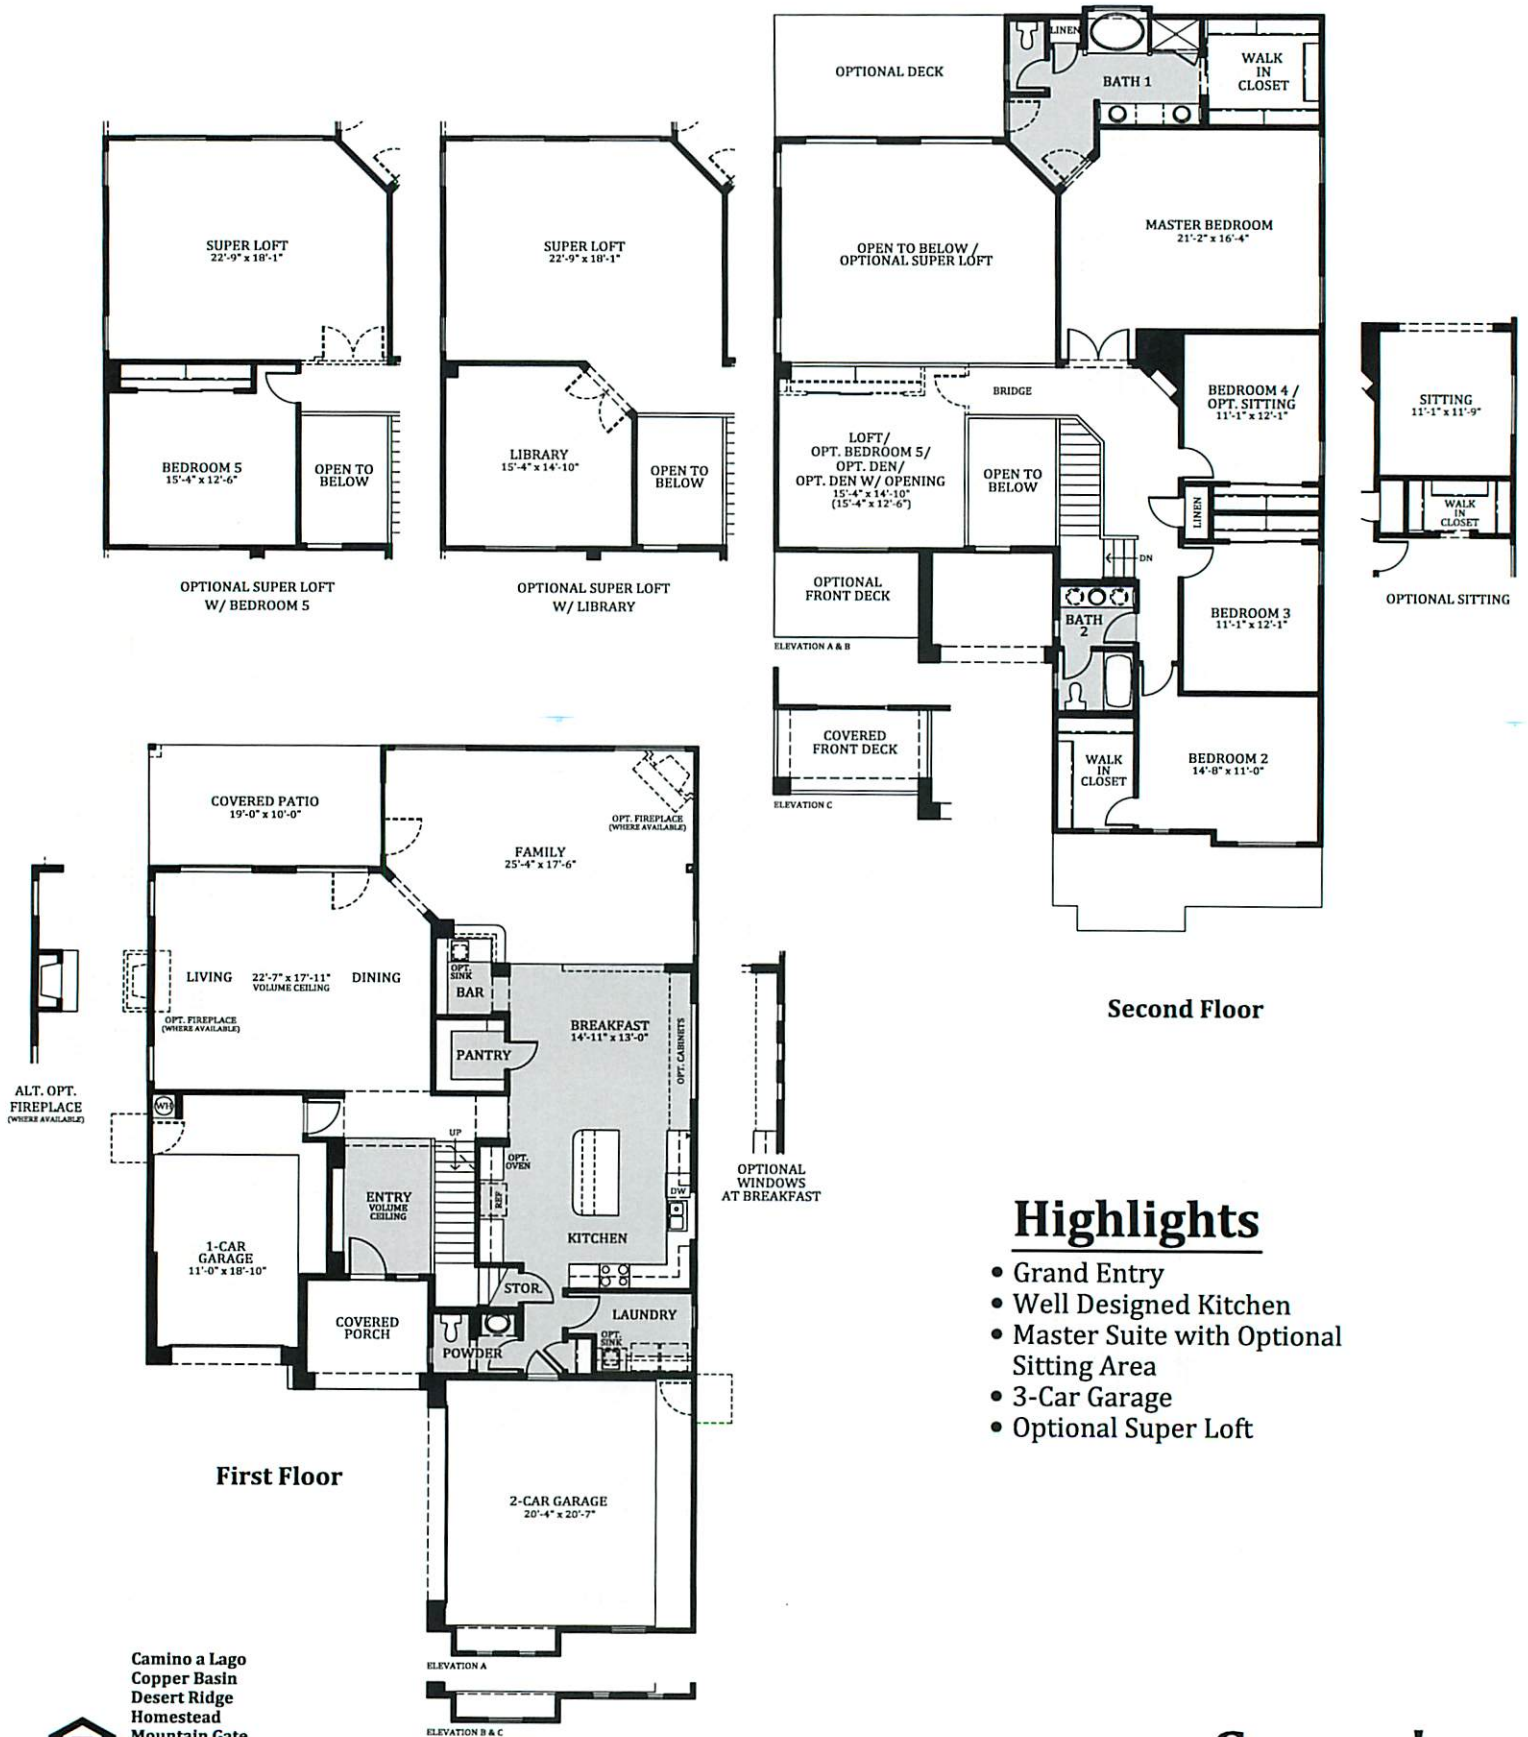 OPTIONAL DECK
LINEN
BATH 1
WALK
IN
CLOSET
SUPER LOFT
22'-9" x 18'-1"
SUPER LOFT
22'-9" x 18'-1"
OPEN TO BELOW /
OPTIONAL SUPER LOFT
MASTER BEDROOM
21'-2" x 16'-4"
BRIDGE
BEDROOM 4 /
OPT. SITTING
11'-1" x 12'-1"
SITTING
11'-1" x 11'-9"
BEDROOM 5
15'-4" x 12'-6"
OPEN TO
BELOW
LIBRARY
15'-4" x 14'-10"
OPEN TO
BELOW
LOFT/
OPT. BEDROOM 5/
OPT. DEN/
OPT. DEN W/ OPENING
15'-4" x 14'-10"
(15'-4" x 12'-6")
OPEN TO
BELOW
LINEN
WALK
IN
CLOSET
DN
OPTIONAL SUPER LOFT
W/ BEDROOM 5
OPTIONAL SUPER LOFT
W/ LIBRARY
OPTIONAL
FRONT DECK
ELEVATION A & B
BATH
2
BEDROOM 3
11'-1" x 12'-1"
OPTIONAL SITTING
COVERED
FRONT DECK
ELEVATION C
WALK
IN
CLOSET
BEDROOM 2
14'-8" x 11'-0"
Second Floor
COVERED PATIO
19'-0" x 10'-0"
OPT. FIREPLACE
(WHERE AVAILABLE)
FAMILY
25'-4" x 17'-6"
LIVING
22'-7" x 17'-11"
VOLUME CEILING
DINING
OPT. FIREPLACE
(WHERE AVAILABLE)
OPT.
SINK
BAR
BREAKFAST
14'-11" x 13'-0"
OPT. CABINETS
PANTRY
ALT. OPT.
FIREPLACE
(WHERE AVAILABLE)
WH
UP
OPT.
OVEN
REF
DW
OPTIONAL
WINDOWS
AT BREAKFAST
ENTRY
VOLUME
CEILING
KITCHEN
1-CAR
GARAGE
11'-0" x 18'-10"
STOR.
COVERED
PORCH
LAUNDRY
OPT.
SINK
POWDER
2-CAR GARAGE
20'-4" x 20'-7"
First Floor
ELEVATION A
ELEVATION B & C
Highlights
• Grand Entry
• Well Designed Kitchen
• Master Suite with Optional
Sitting Area
• 3-Car Garage
• Optional Super Loft
Camino a Lago
Copper Basin
Desert Ridge
Homestead
Mountain Gate